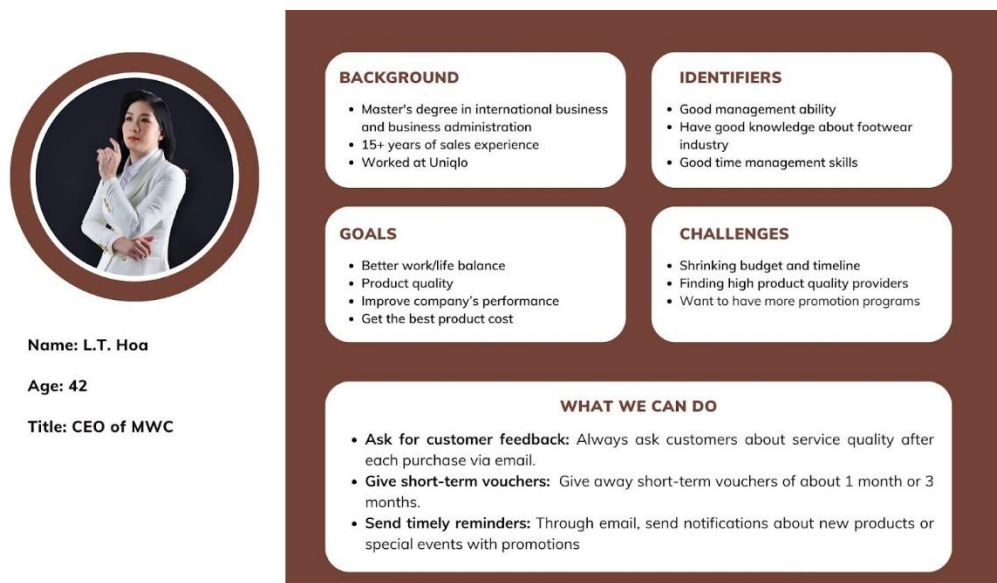 BACKGROUND
• Master's degree in international business
and business administration
• 15+ years of sales experience
• Worked at Uniqlo
IDENTIFIERS
• Good management ability
• Have good knowledge about footwear
industry
• Good time management skills
GOALS
• Better work/life balance
• Product quality
• Improve company's performance
• Get the best product cost
CHALLENGES
• Shrinking budget and timeline
• Finding high product quality providers
• Want to have more promotion programs
Name: L.T. Hoa
Age: 42
Title: CEO of MWC
WHAT WE CAN DO
• Ask for customer feedback: Always ask customers about service quality after
each purchase via email.
• Give short-term vouchers: Give away short-term vouchers of about 1 month or 3
months.
• Send timely reminders: Through email, send notifications about new products or
special events with promotions